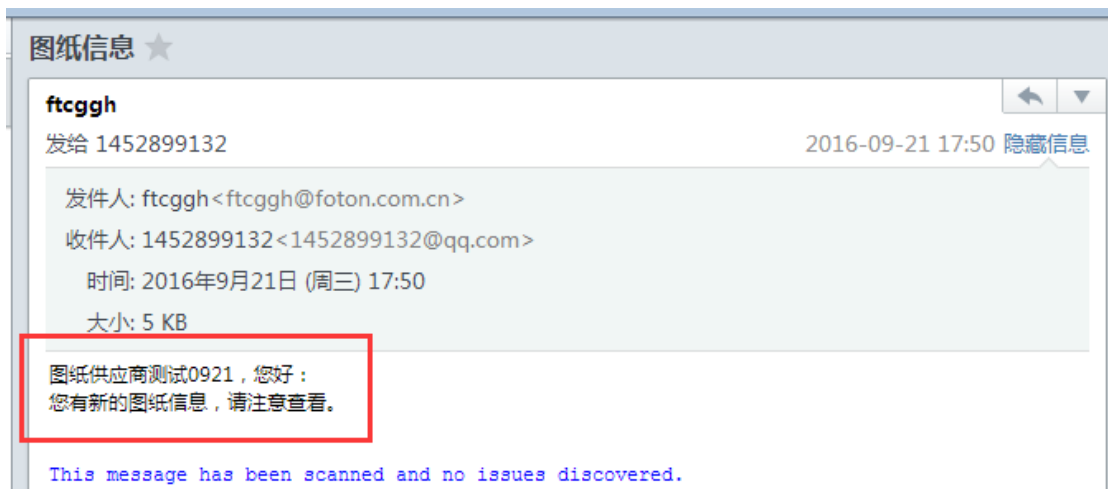 图纸信息
ftcggh
发给 1452899132
2016-09-21 17:50 隐藏信息
发件人: ftcggh<ftcggh@foton.com.cn>
收件人: 1452899132<1452899132@qq.com>
时间: 2016年9月21日 (周三) 17:50
大小: 5 KB
图纸供应商测试0921，您好：
您有新的图纸信息，请注意查看。
This message has been scanned and no issues discovered.